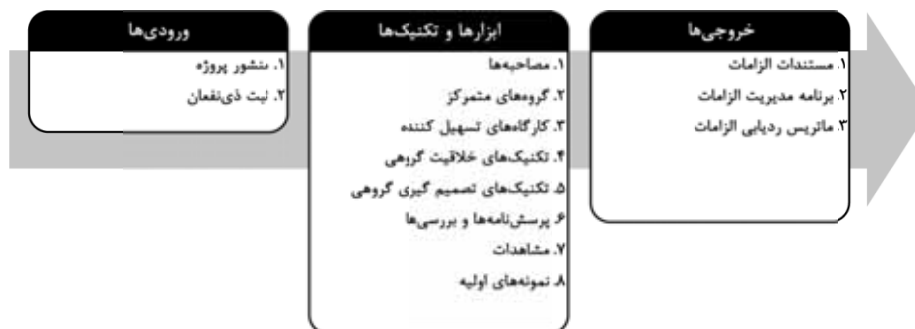 ورودی‌ها
۱. منشور پروژه
۲. ثبت ذی‌نفعان
ابزارها و تکنیک‌ها
۱. مصاحبه‌ها
۲. گروه‌های متمرکز
۳. کارگاه‌های تسهیل کننده
۴. تکنیک‌های خلاقیت گروهی
۵. تکنیک‌های تصمیم گیری گروهی
۶. پرسش‌نامه‌ها و بررسی‌ها
۷. مشاهدات
۸. نمونه‌های اولیه
خروجی‌ها
۱. مستندات الزامات
۲. برنامه مدیریت الزامات
۳. ماتریس ردیابی الزامات